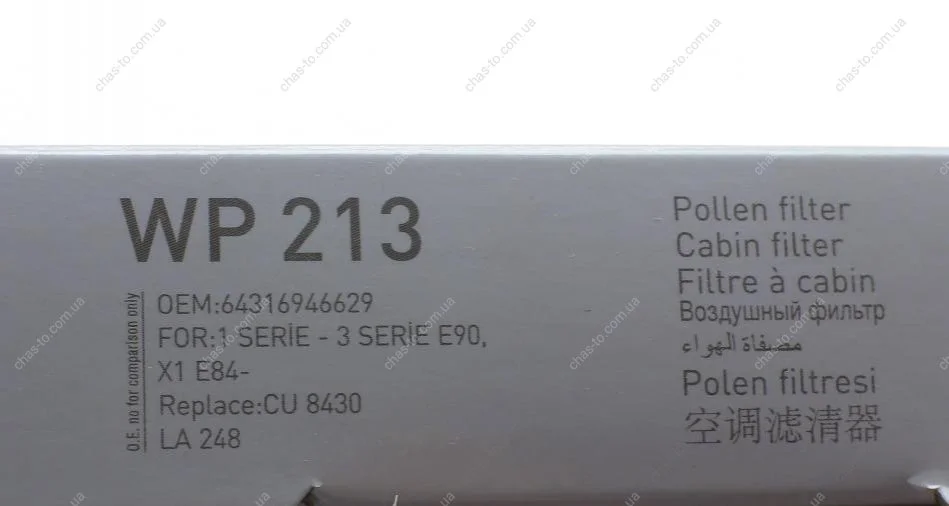 WP 213
O.E. no for comparison only
OEM:64316946629
FOR:1 SERİE - 3 SERİE E90,
X1 E84-
Replace:CU 8430
LA 248
Pollen filter
Cabin filter
Filtre à cabin
Воздушный фильтр
مصفاة الهواء
Polen filtresi
空调滤清器
chas-to.com.ua